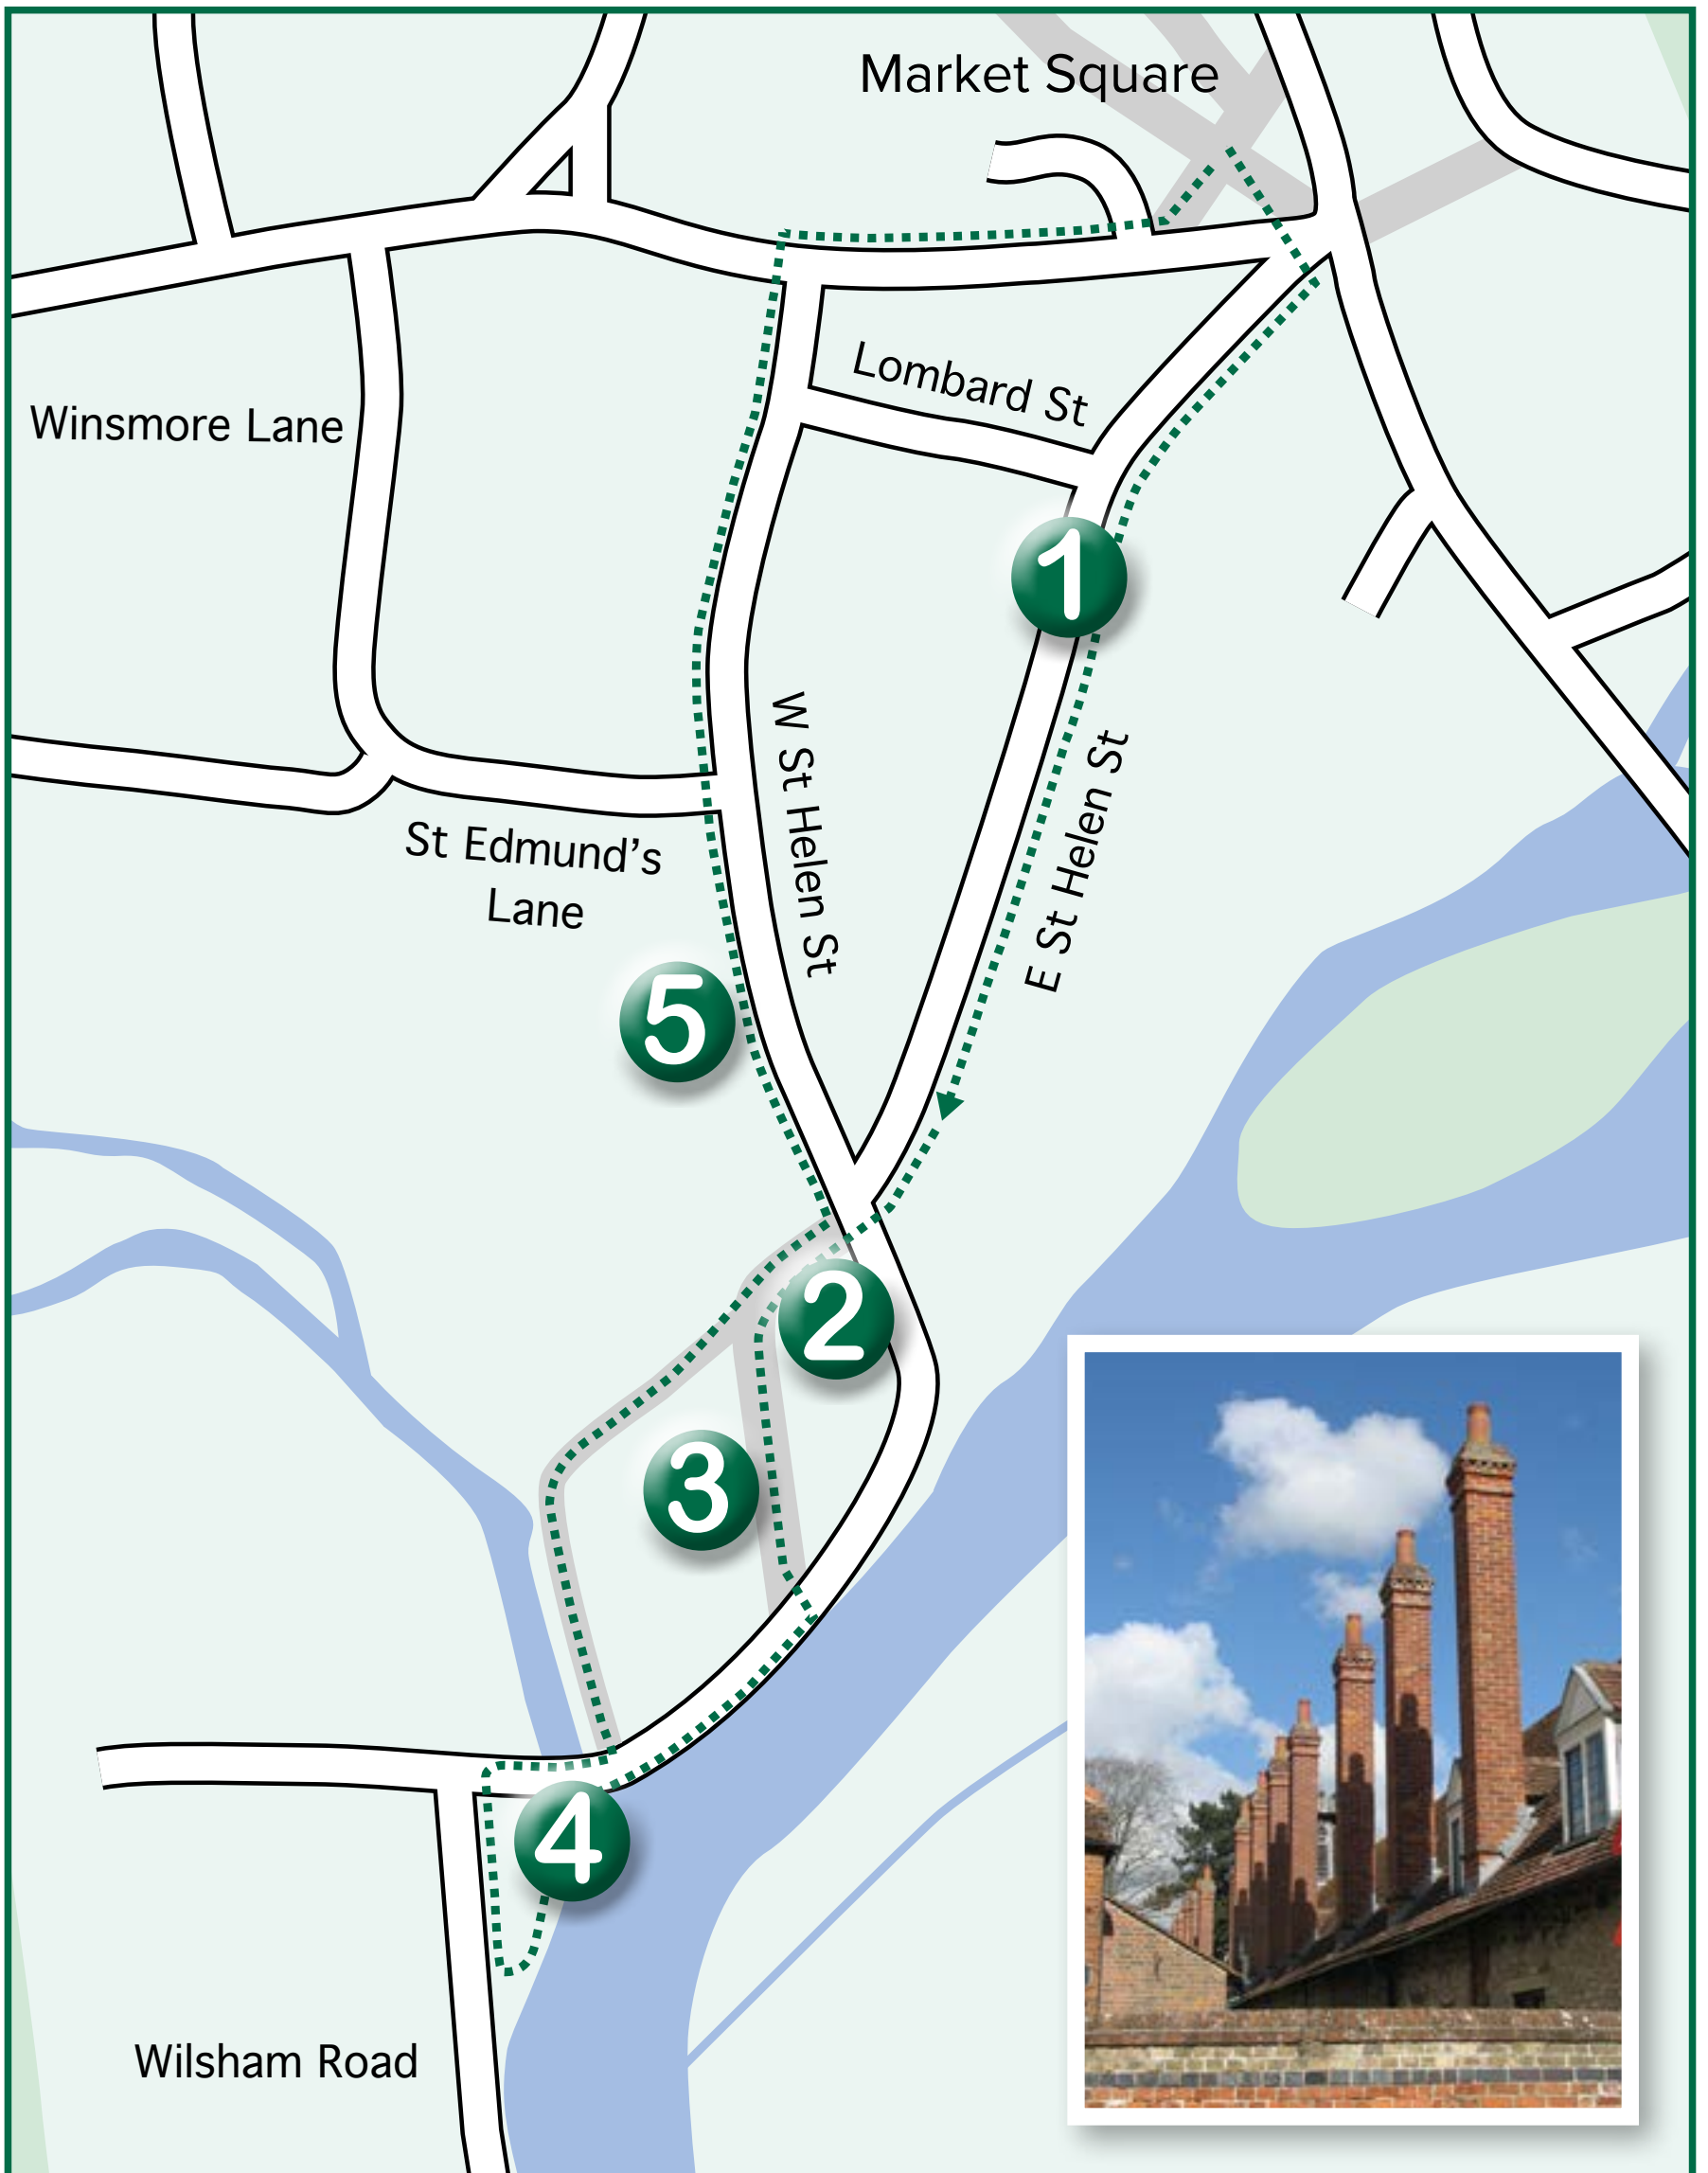 Market Square
Lombard St
Winsmore Lane
1
W St Helen St
E St Helen St
St Edmund’s
Lane
5
2
3
4
Wilsham Road